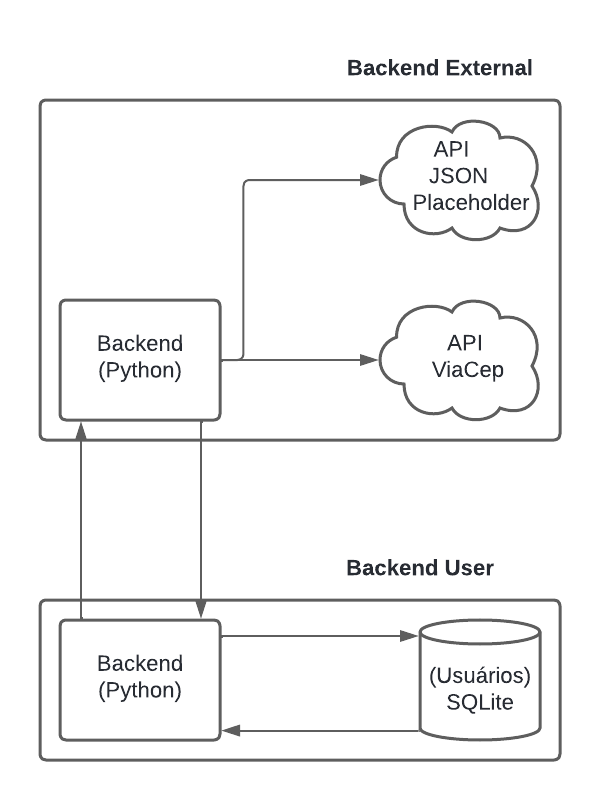 Backend External
API
JSON
Placeholder
Backend
(Python)
API
ViaCep
Backend User
Backend
(Python)
(Usuários)
SQLite